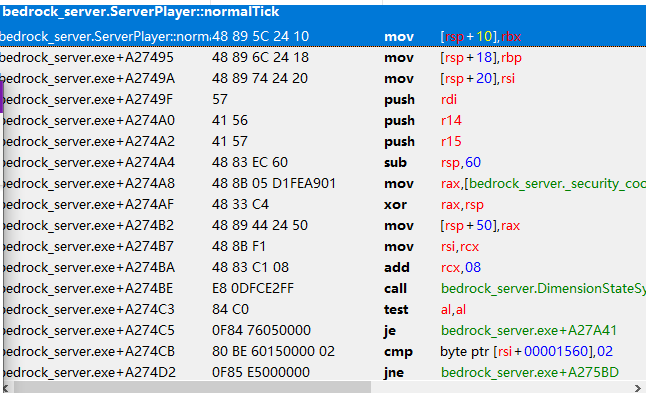 bedrock_server.ServerPlayer::normalTick
bedrock_server.ServerPlayer::norm 48 89 5C 24 10 mov [rsp+10],rbx
bedrock_server.exe+A27495 48 89 6C 24 18 mov [rsp+18],rbp
bedrock_server.exe+A2749A 48 89 74 24 20 mov [rsp+20],rsi
bedrock_server.exe+A2749F 57 push rdi
bedrock_server.exe+A274A0 41 56 push r14
bedrock_server.exe+A274A2 41 57 push r15
bedrock_server.exe+A274A4 48 83 EC 60 sub rsp,60
bedrock_server.exe+A274A8 48 8B 05 D1FEA901 mov rax,[bedrock_server._security_coo
bedrock_server.exe+A274AF 48 33 C4 xor rax,rsp
bedrock_server.exe+A274B2 48 89 44 24 50 mov [rsp+50],rax
bedrock_server.exe+A274B7 48 8B F1 mov rsi,rcx
bedrock_server.exe+A274BA 48 83 C1 08 add rcx,08
bedrock_server.exe+A274BE E8 0DFCE2FF call bedrock_server.DimensionStateSy
bedrock_server.exe+A274C3 84 C0 test al,al
bedrock_server.exe+A274C5 0F84 76050000 je bedrock_server.exe+A27A41
bedrock_server.exe+A274CB 80 BE 60150000 02 cmp byte ptr [rsi+00001560],02
bedrock_server.exe+A274D2 0F85 E5000000 jne bedrock_server.exe+A275BD